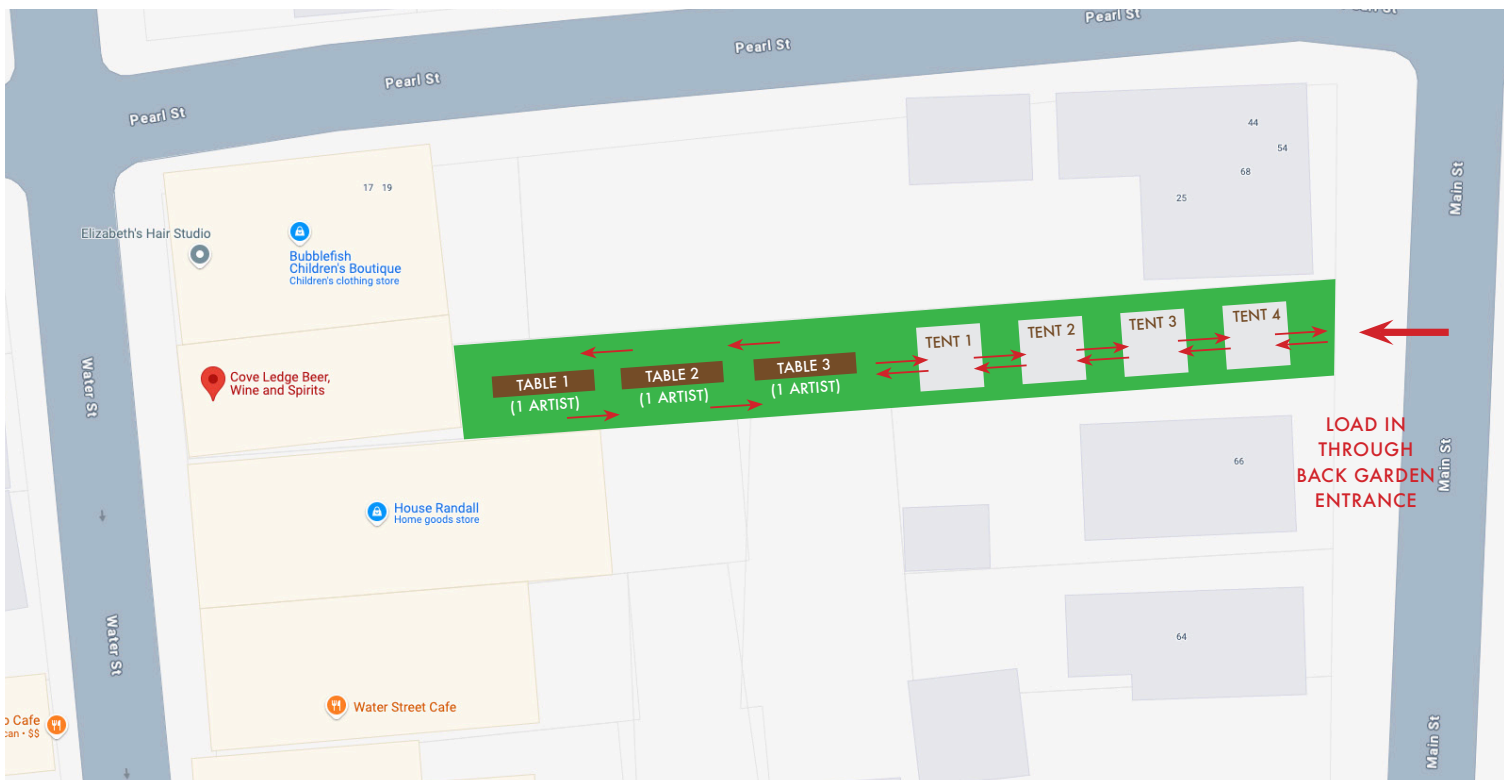 Pearl St
Pearl St
Pearl St
Pearl St
17 19
44
54
68
25
Main St
Elizabeth's Hair Studio
Bubblefish
Children's Boutique
Children's clothing store
TENT 1
TENT 2
TENT 3
TENT 4
Water St
Cove Ledge Beer,
Wine and Spirits
TABLE 1
(1 ARTIST)
TABLE 2
(1 ARTIST)
TABLE 3
(1 ARTIST)
LOAD IN
THROUGH
BACK GARDEN
ENTRANCE
Main St
66
House Randall
Home goods store
Water St
64
Water Street Cafe
Cafe
$$
Main St